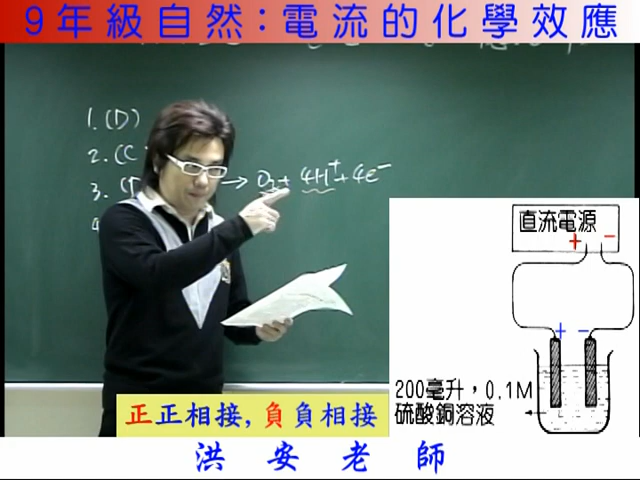 9年級自然:電流的化學效應
1.(D)
2.(C
3.
→ O₂ + 4H⁺ + 4e⁻
直流電源
+ −
+ −
200毫升，0.1M
硫酸銅溶液
正正相接, 負負相接
洪安老師